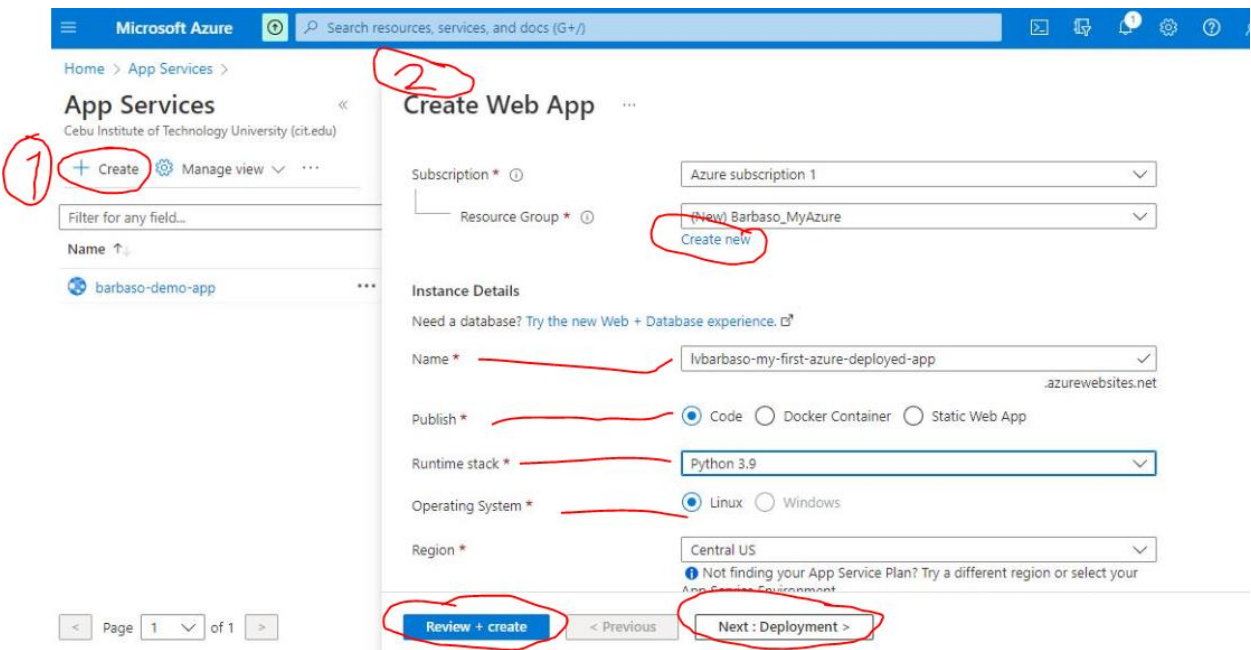 Microsoft Azure
Search resources, services, and docs (G+/)
1
Home > App Services >
2
App Services
«
Cebu Institute of Technology University (cit.edu)
1
+ Create
Manage view
...
Filter for any field...
Name ↑↓
barbaso-demo-app
...
< Page 1 of 1 >
Create Web App ...
Subscription *
Azure subscription 1
Resource Group *
(New) Barbaso_MyAzure
Create new
Instance Details
Need a database? Try the new Web + Database experience.
Name *
lvbarbaso-my-first-azure-deployed-app
.azurewebsites.net
Publish *
Code
Docker Container
Static Web App
Runtime stack *
Python 3.9
Operating System *
Linux
Windows
Region *
Central US
Not finding your App Service Plan? Try a different region or select your
App Service Environment
Review + create
< Previous
Next : Deployment >